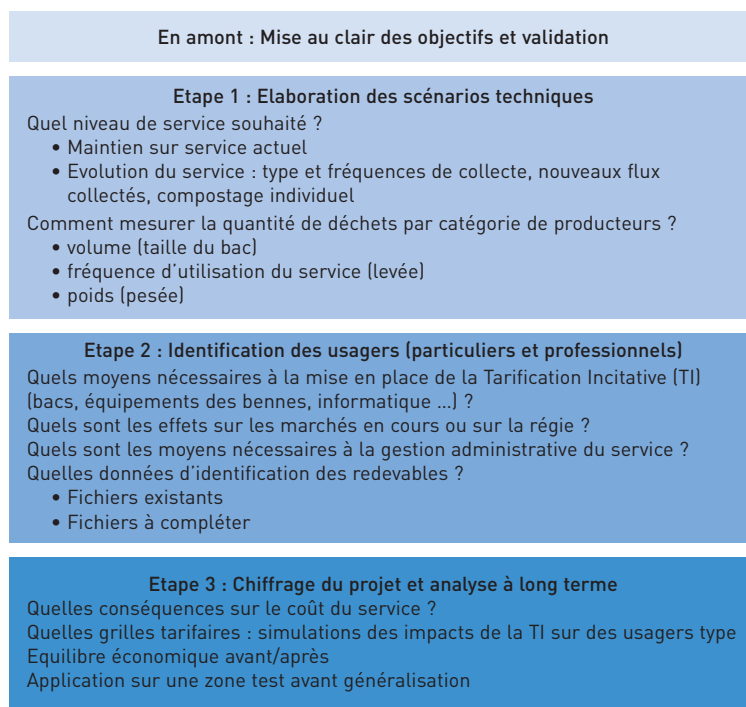 En amont : Mise au clair des objectifs et validation
Etape 1 : Elaboration des scénarios techniques
Quel niveau de service souhaité ?
• Maintien sur service actuel
• Evolution du service : type et fréquences de collecte, nouveaux flux
collectés, compostage individuel
Comment mesurer la quantité de déchets par catégorie de producteurs ?
• volume (taille du bac)
• fréquence d'utilisation du service (levée)
• poids (pesée)
Etape 2 : Identification des usagers (particuliers et professionnels)
Quels moyens nécessaires à la mise en place de la Tarification Incitative (TI)
(bacs, équipements des bennes, informatique ...) ?
Quels sont les effets sur les marchés en cours ou sur la régie ?
Quels sont les moyens nécessaires à la gestion administrative du service ?
Quelles données d'identification des redevables ?
• Fichiers existants
• Fichiers à compléter
Etape 3 : Chiffrage du projet et analyse à long terme
Quelles conséquences sur le coût du service ?
Quelles grilles tarifaires : simulations des impacts de la TI sur des usagers type
Equilibre économique avant/après
Application sur une zone test avant généralisation